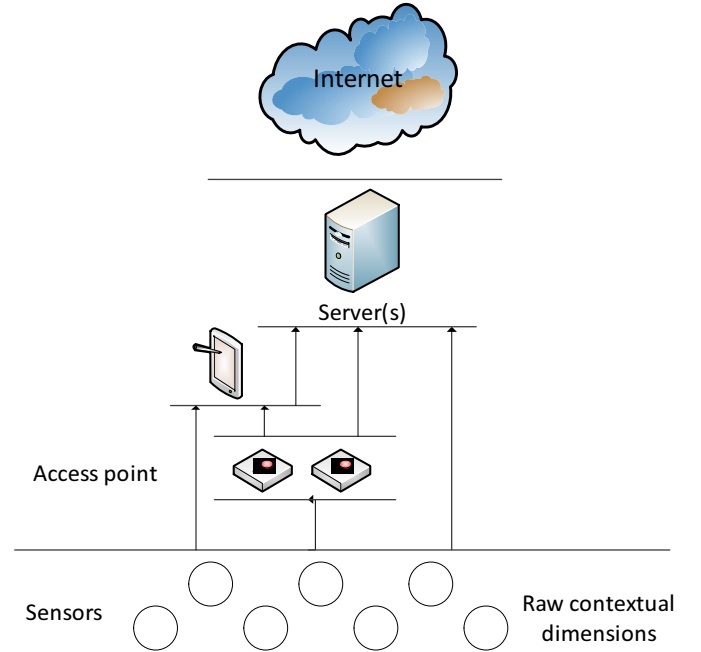 Internet
Server(s)
Access point
Sensors
Raw contextual
dimensions